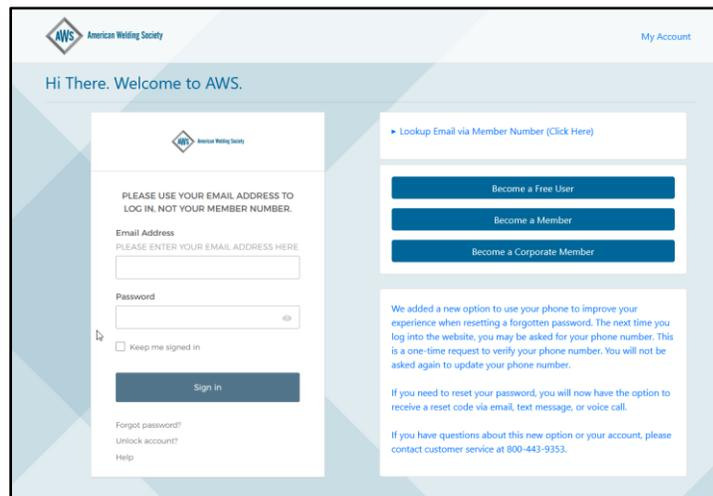 AWS American Welding Society
My Account
Hi There. Welcome to AWS.
AWS American Welding Society
PLEASE USE YOUR EMAIL ADDRESS TO
LOG IN, NOT YOUR MEMBER NUMBER.
Email Address
PLEASE ENTER YOUR EMAIL ADDRESS HERE
Password
Keep me signed in
Sign in
Forgot password?
Unlock account?
Help
▸ Lookup Email via Member Number (Click Here)
Become a Free User
Become a Member
Become a Corporate Member
We added a new option to use your phone to improve your
experience when resetting a forgotten password. The next time you
log into the website, you may be asked for your phone number. This
is a one-time request to verify your phone number. You will not be
asked again to update your phone number.
If you need to reset your password, you will now have the option to
receive a reset code via email, text message, or voice call.
If you have questions about this new option or your account, please
contact customer service at 800-443-9353.